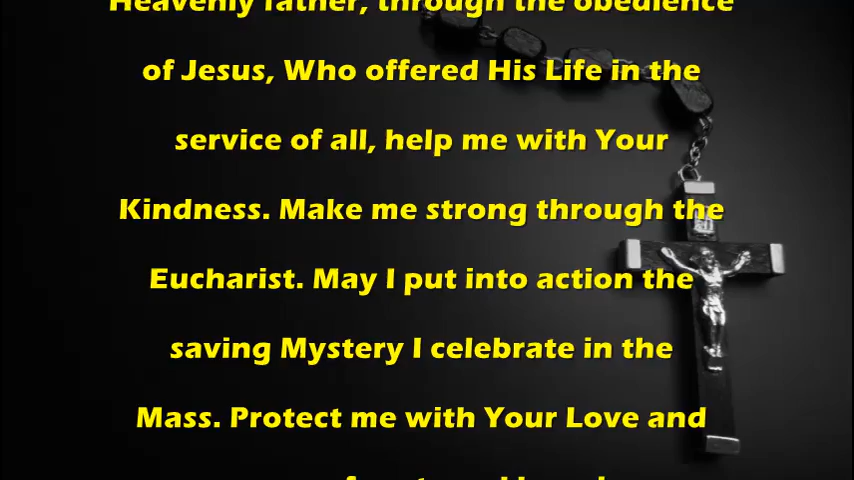 Heavenly father, through the obedience
of Jesus, Who offered His Life in the
service of all, help me with Your
Kindness. Make me strong through the
Eucharist. May I put into action the
saving Mystery I celebrate in the
Mass. Protect me with Your Love and